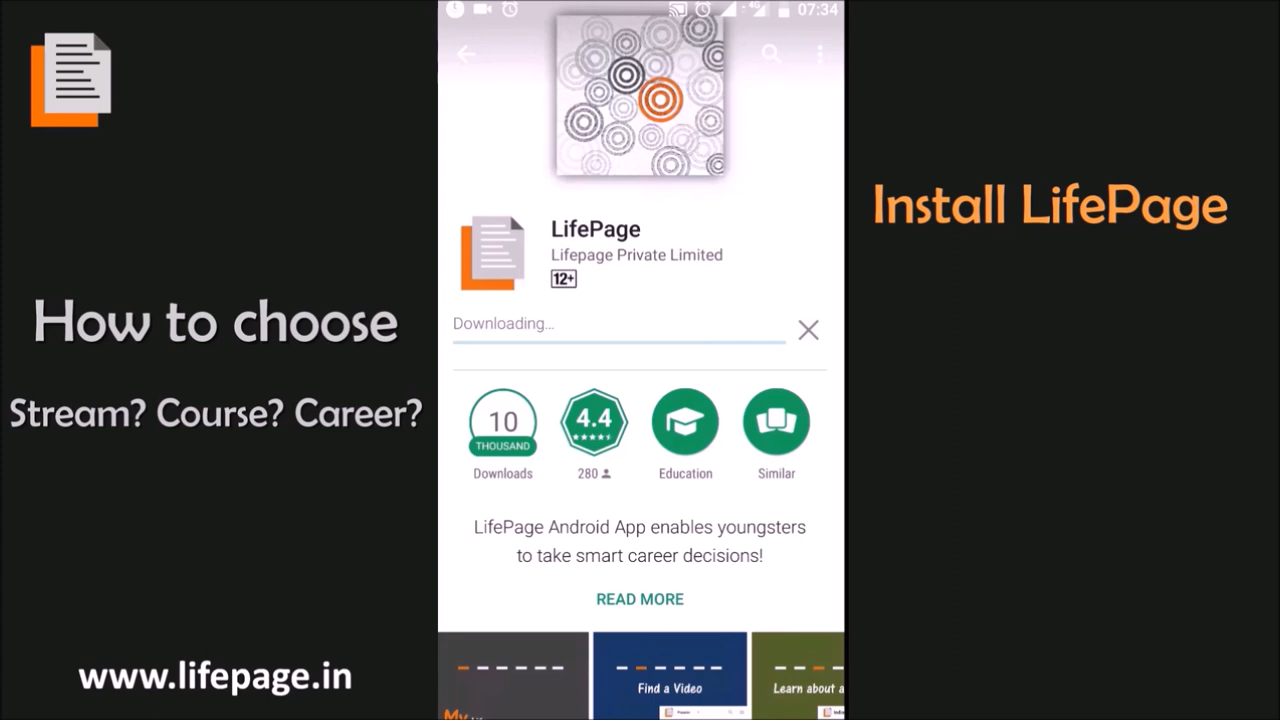 How to choose
Stream? Course? Career?
www.lifepage.in
4G
07:34
LifePage
Lifepage Private Limited
12+
Downloading...
10
THOUSAND
Downloads
4.4
280
Education
Similar
LifePage Android App enables youngsters
to take smart career decisions!
READ MORE
My
Find a Video
Learn about a
Install LifePage